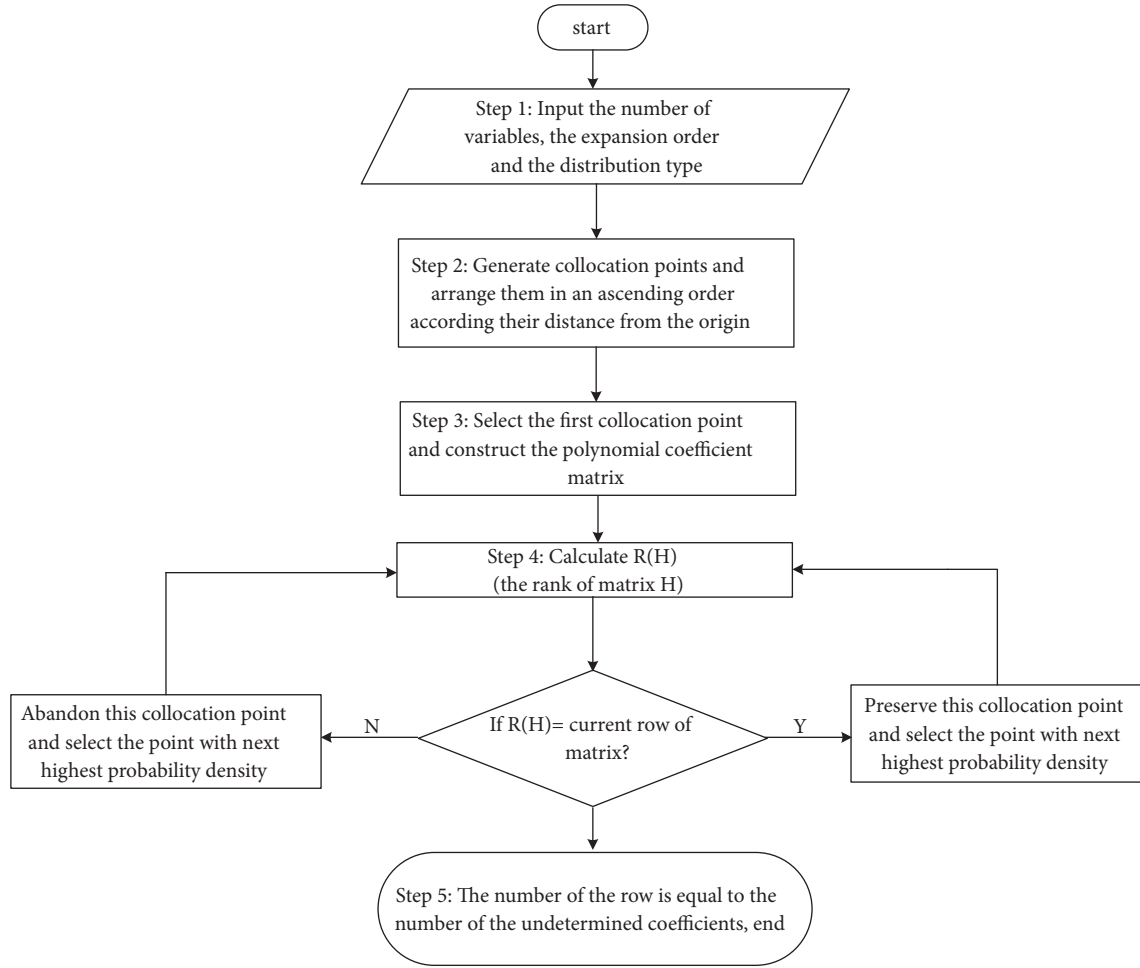 start
Step 1: Input the number of
variables, the expansion order
and the distribution type
Step 2: Generate collocation points and
arrange them in an ascending order
according their distance from the origin
Step 3: Select the first collocation point
and construct the polynomial coefficient
matrix
Step 4: Calculate R(H)
(the rank of matrix H)
Abandon this collocation point
and select the point with next
highest probability density
N
If R(H)= current row of
matrix?
Y
Preserve this collocation point
and select the point with next
highest probability density
Step 5: The number of the row is equal to the
number of the undetermined coefficients, end